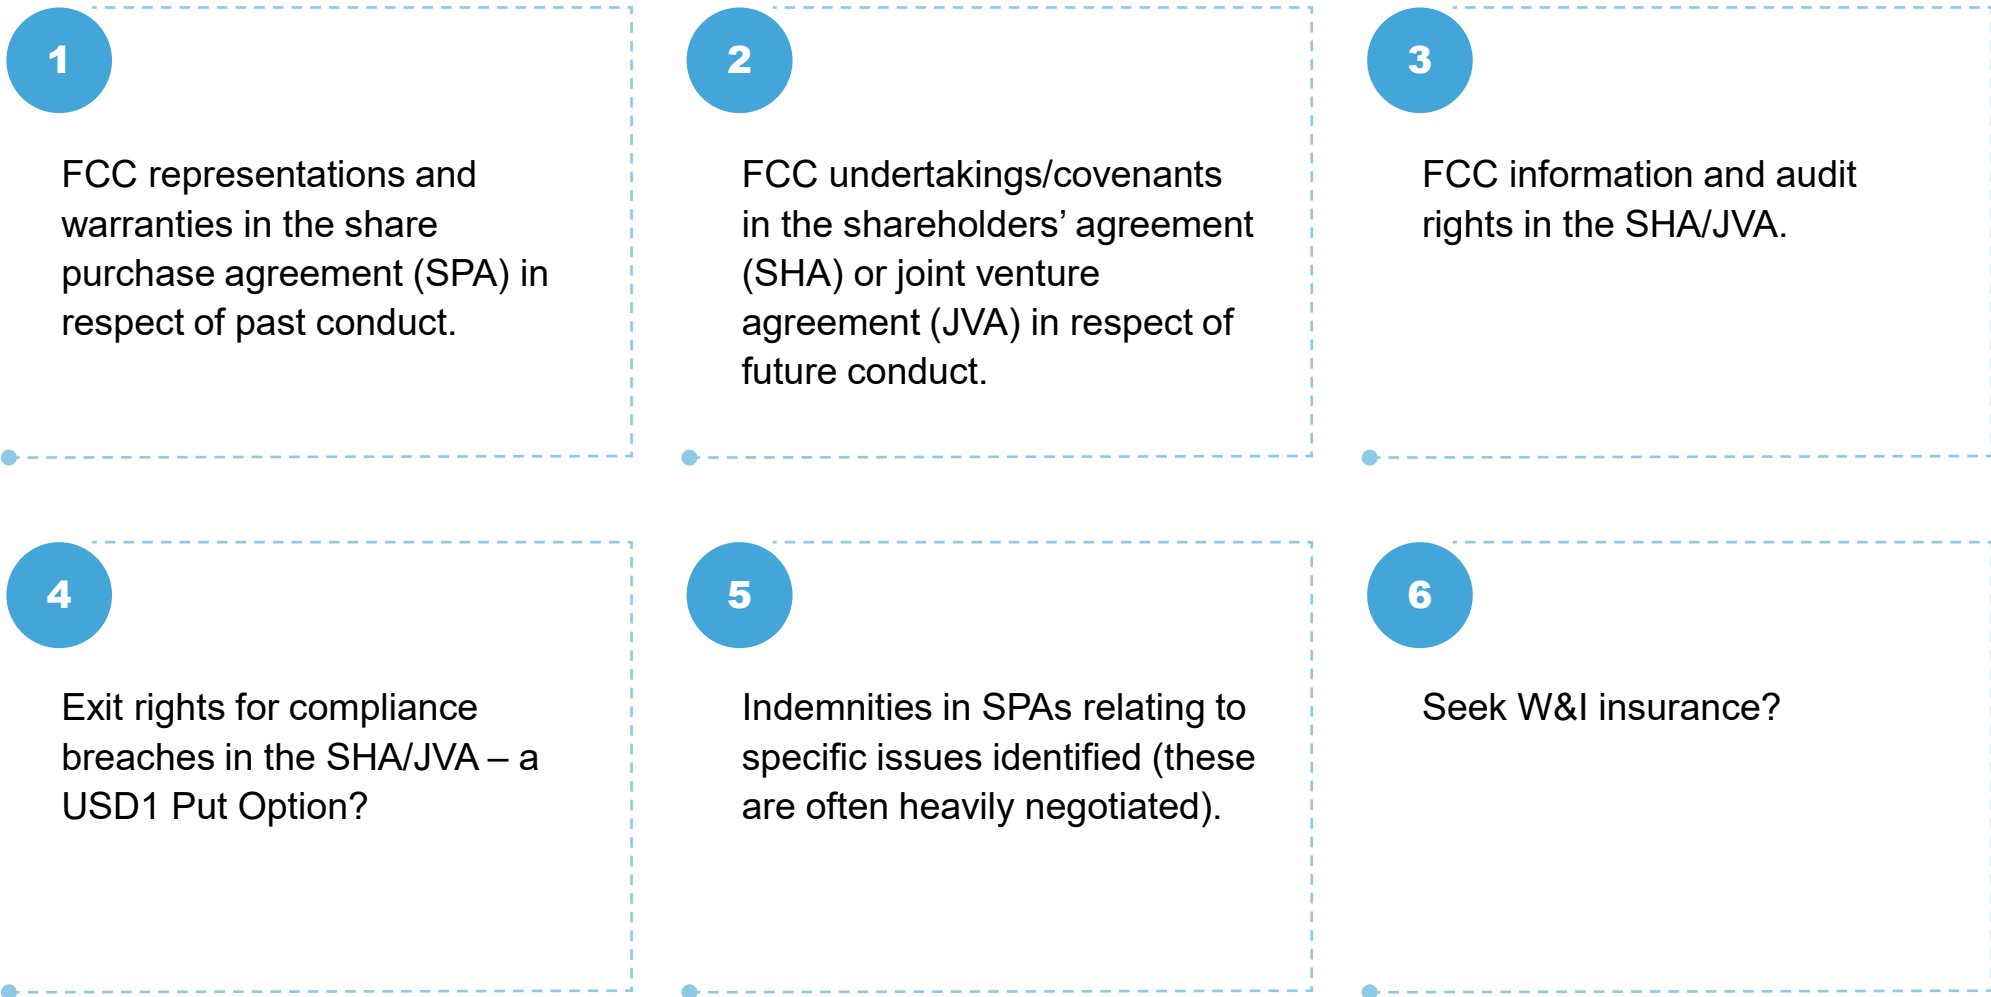 1
FCC representations and
warranties in the share
purchase agreement (SPA) in
respect of past conduct.
2
FCC undertakings/covenants
in the shareholders’ agreement
(SHA) or joint venture
agreement (JVA) in respect of
future conduct.
3
FCC information and audit
rights in the SHA/JVA.
4
Exit rights for compliance
breaches in the SHA/JVA – a
USD1 Put Option?
5
Indemnities in SPAs relating to
specific issues identified (these
are often heavily negotiated).
6
Seek W&I insurance?